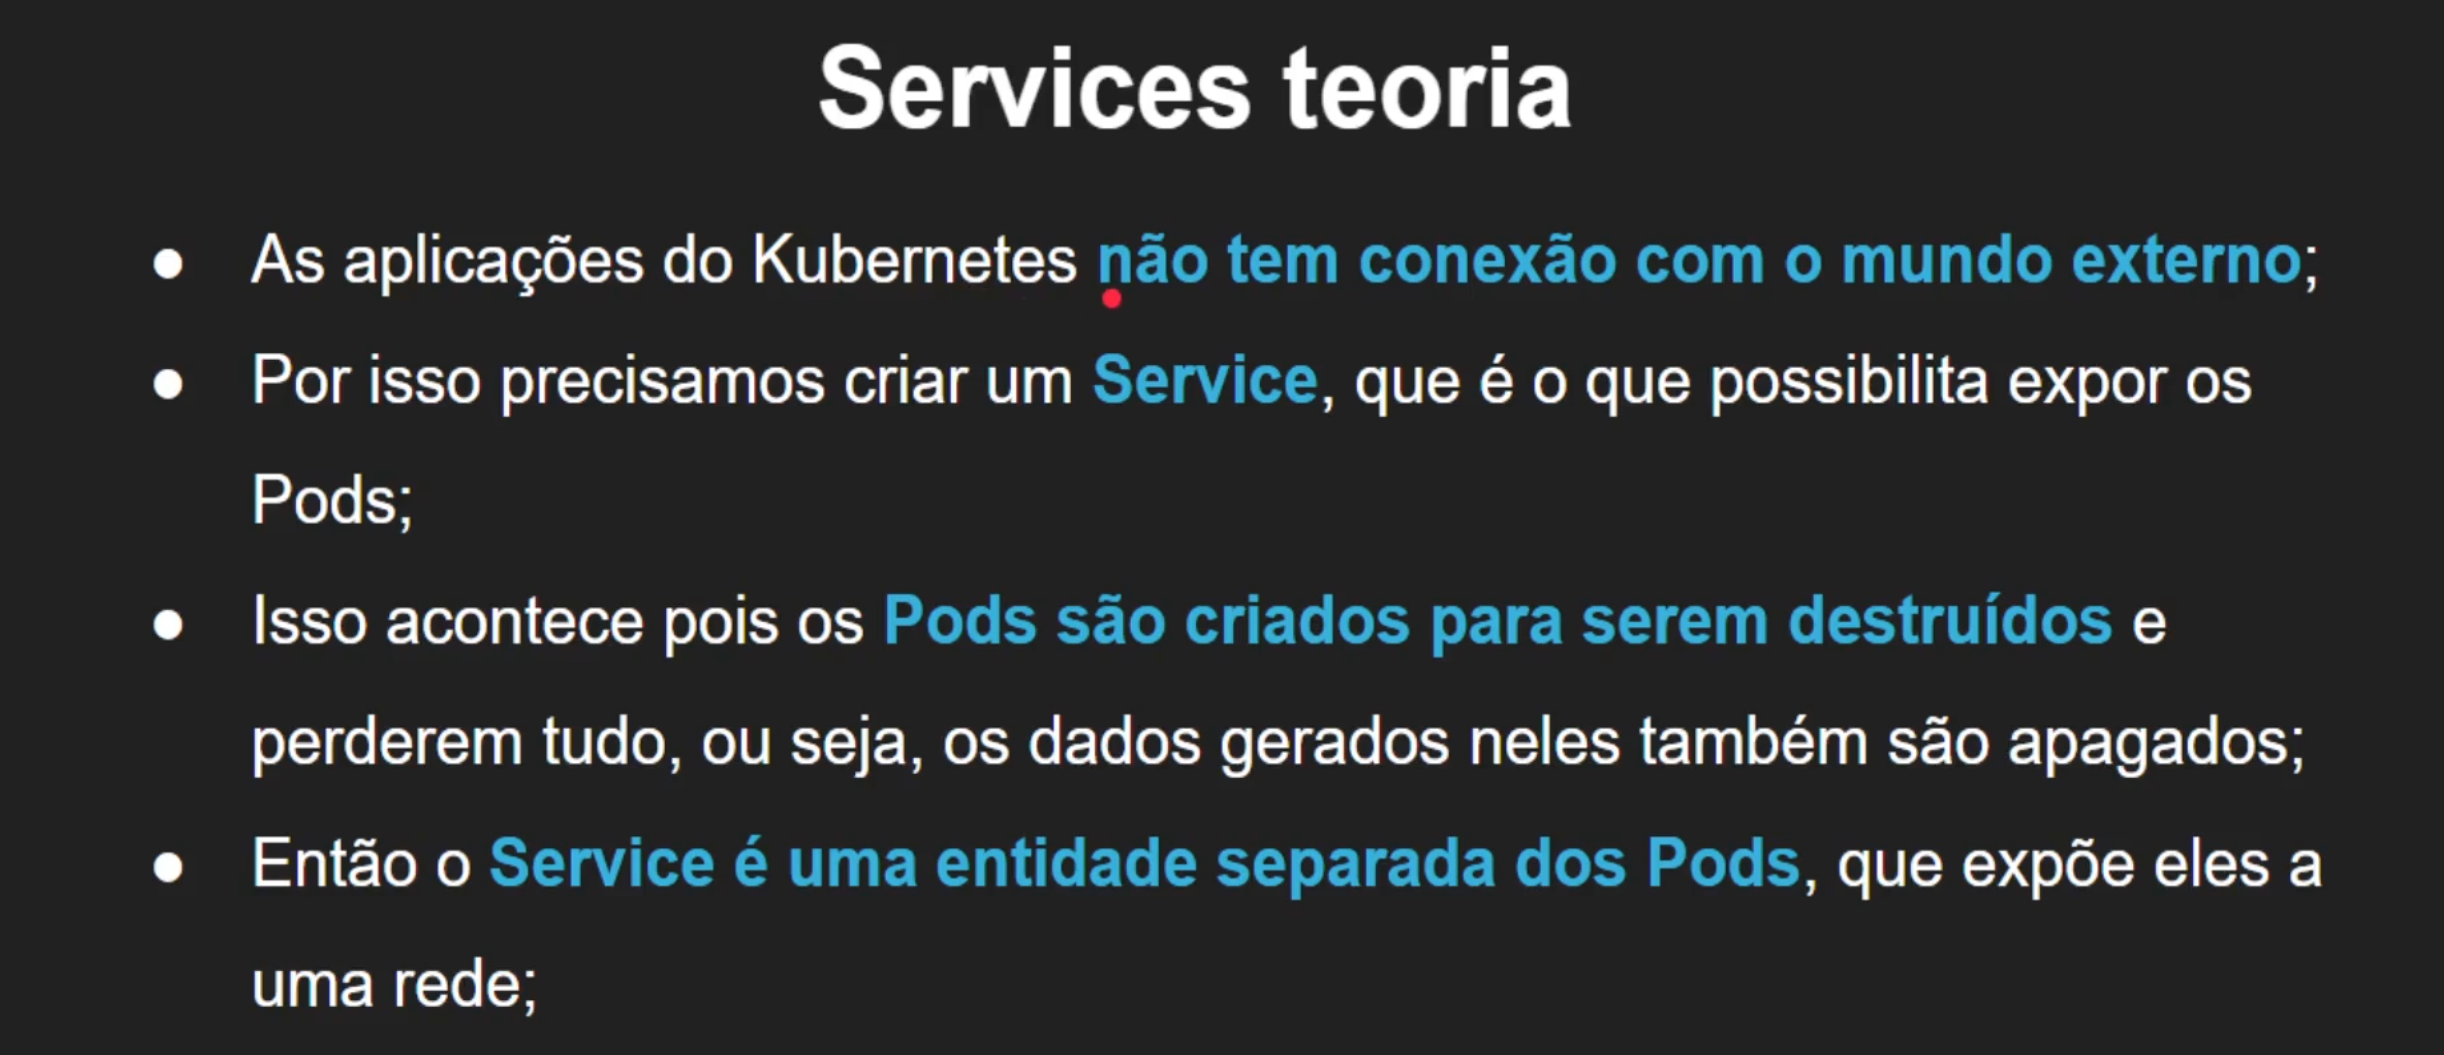 Services teoria
● As aplicações do Kubernetes não tem conexão com o mundo externo;
● Por isso precisamos criar um Service, que é o que possibilita expor os
Pods;
● Isso acontece pois os Pods são criados para serem destruídos e
perderem tudo, ou seja, os dados gerados neles também são apagados;
● Então o Service é uma entidade separada dos Pods, que expõe eles a
uma rede;